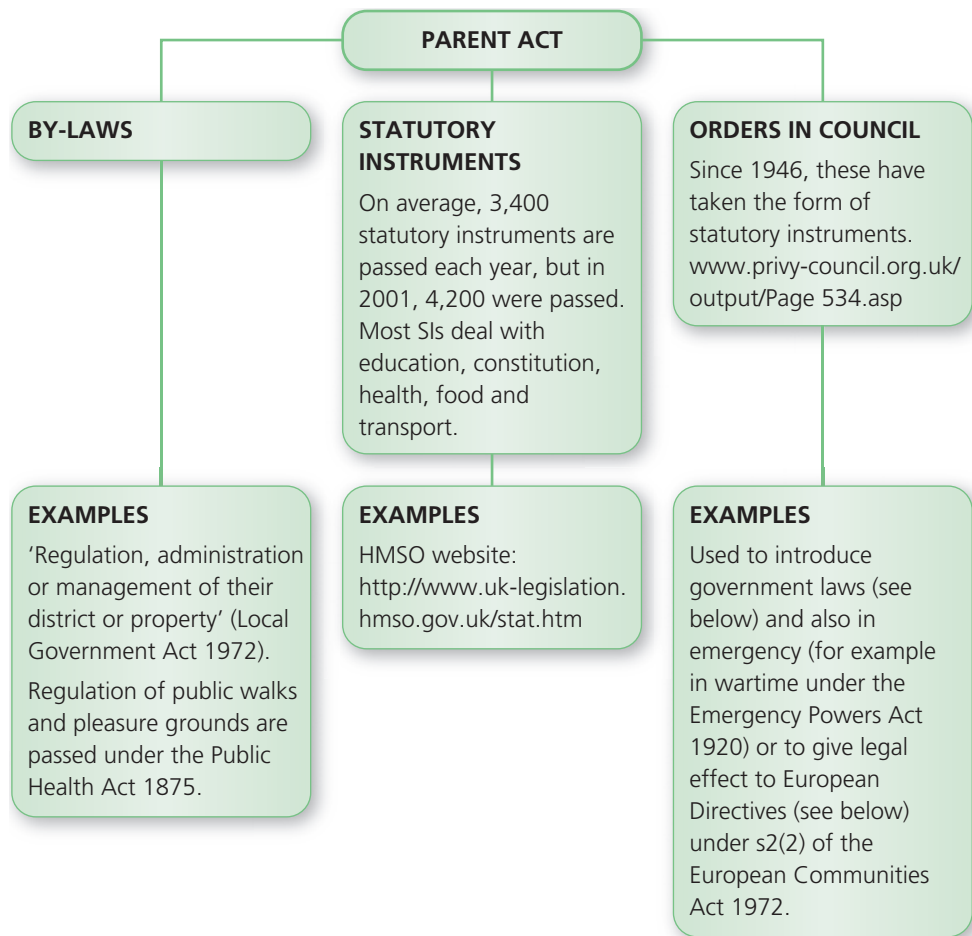 PARENT ACT
BY-LAWS
STATUTORY
INSTRUMENTS
On average, 3,400
statutory instruments are
passed each year, but in
2001, 4,200 were passed.
Most SIs deal with
education, constitution,
health, food and
transport.
ORDERS IN COUNCIL
Since 1946, these have
taken the form of
statutory instruments.
www.privy-council.org.uk/
output/Page 534.asp
EXAMPLES
‘Regulation, administration
or management of their
district or property’ (Local
Government Act 1972).
Regulation of public walks
and pleasure grounds are
passed under the Public
Health Act 1875.
EXAMPLES
HMSO website:
http://www.uk-legislation.
hmso.gov.uk/stat.htm
EXAMPLES
Used to introduce
government laws (see
below) and also in
emergency (for example
in wartime under the
Emergency Powers Act
1920) or to give legal
effect to European
Directives (see below)
under s2(2) of the
European Communities
Act 1972.